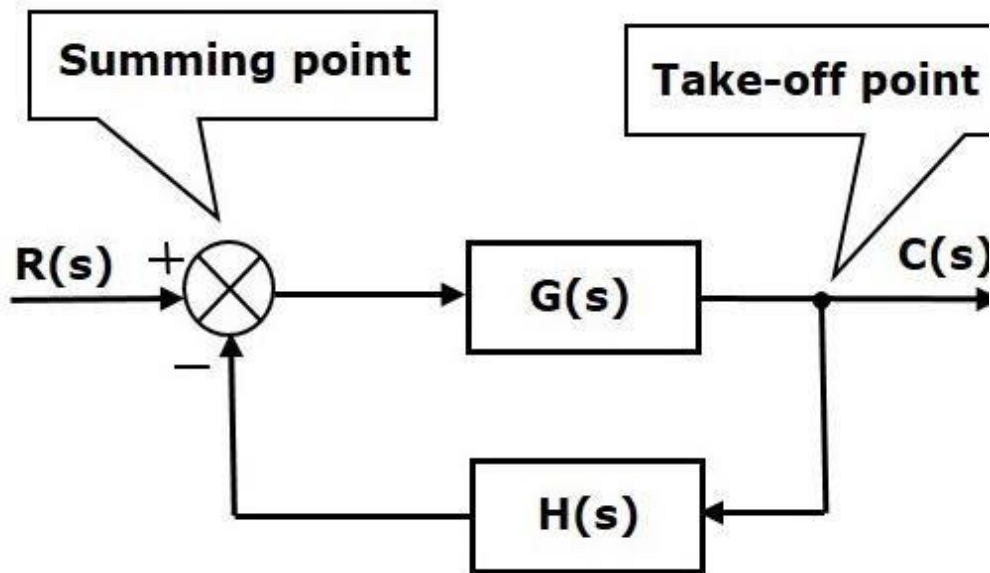 Summing point
Take-off point
R(s)
+
G(s)
C(s)
−
H(s)